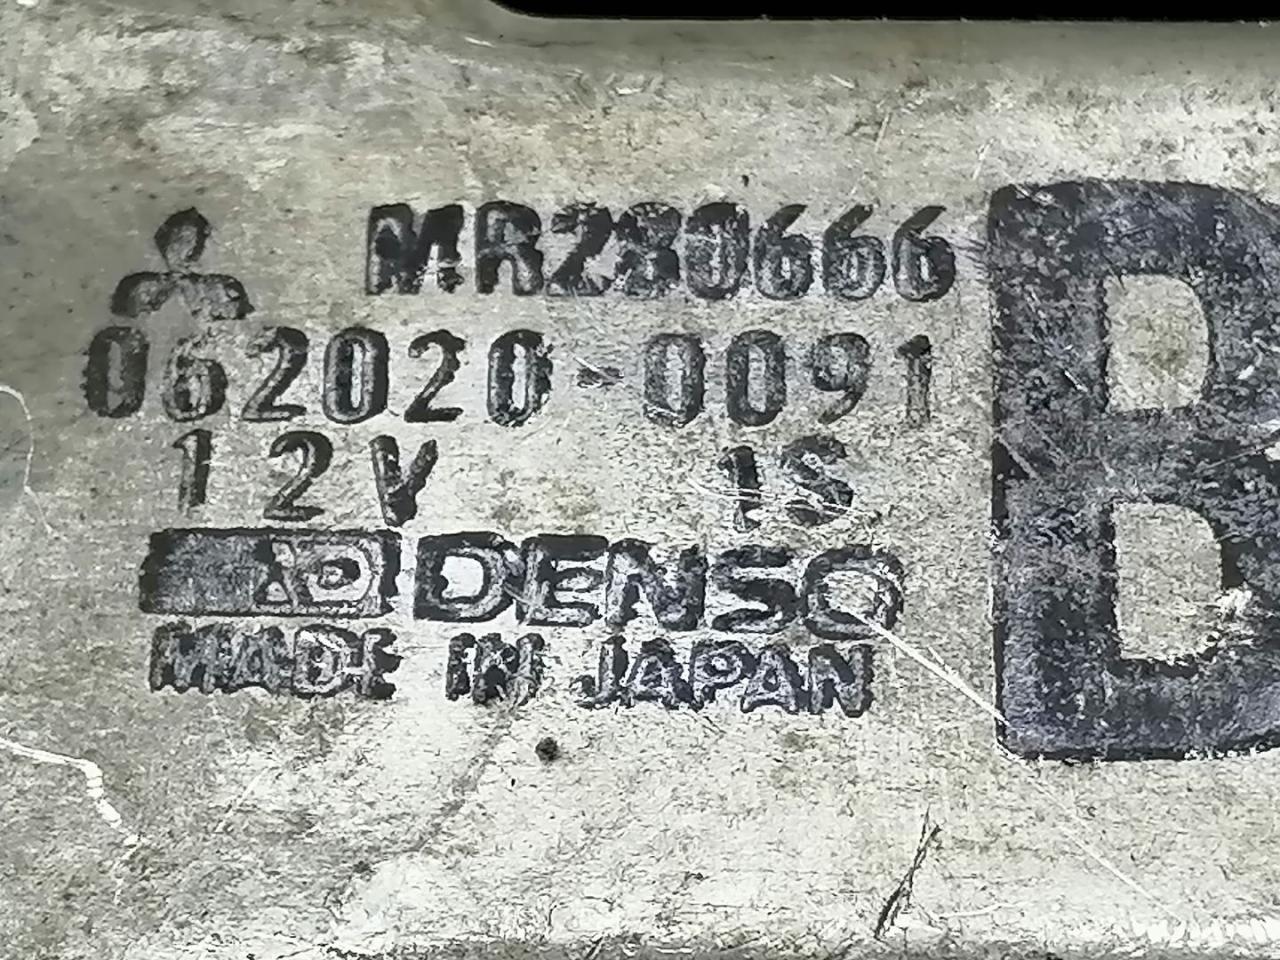 MR280666
062020-0091
12V 1S
DENSO
MADE IN JAPAN
B